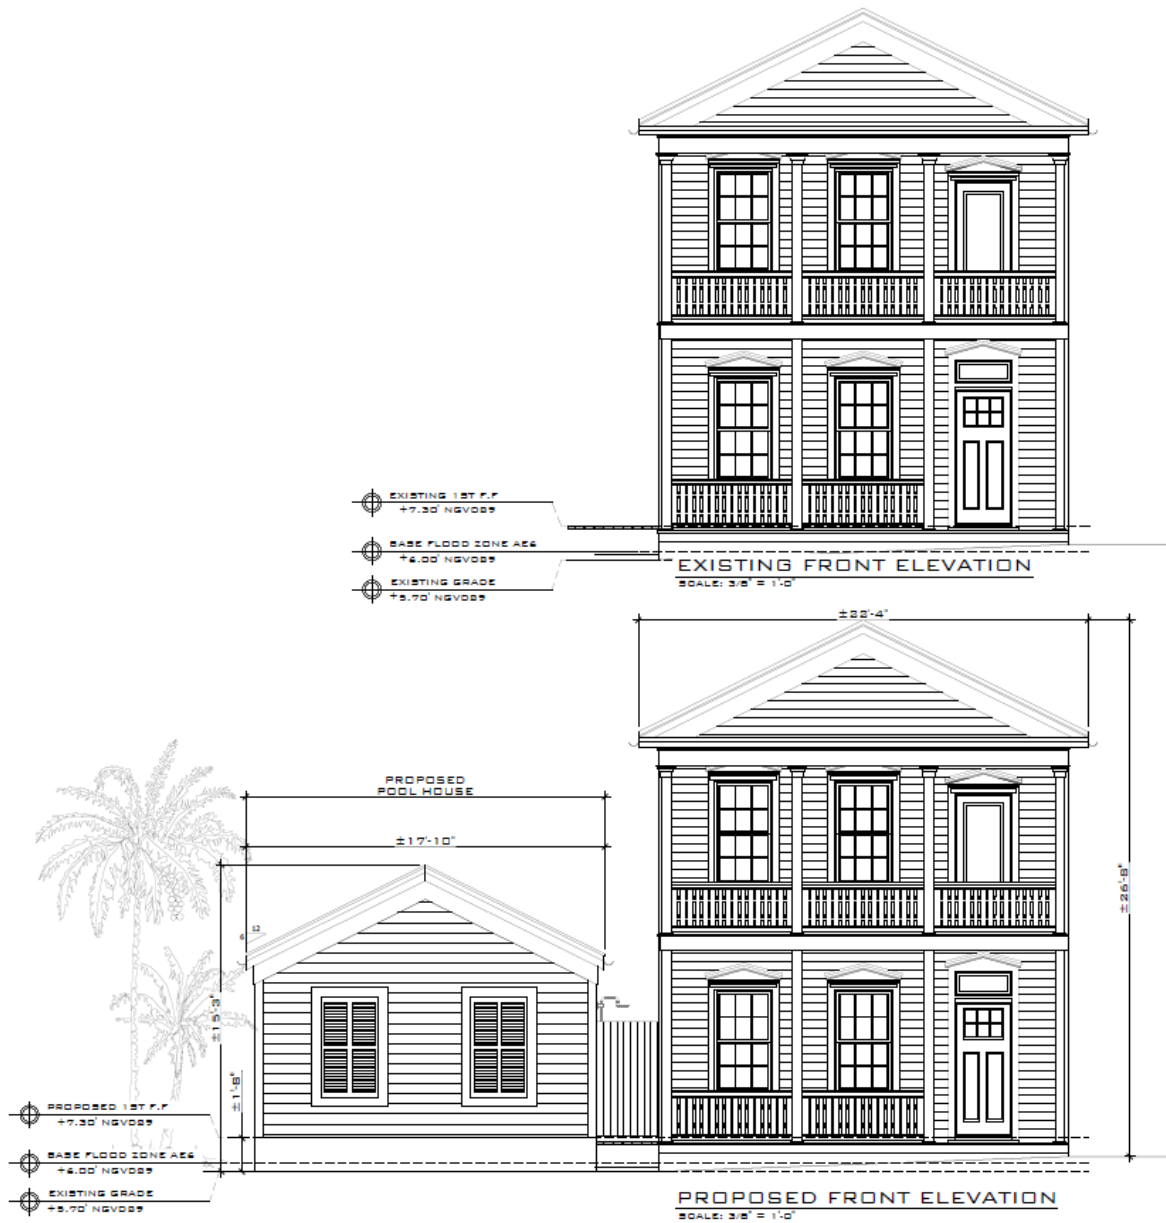 EXISTING 1ST F.F
+7.30' NGVD89
BASE FLOOD ZONE AE6
+6.00' NGVD89
EXISTING GRADE
+5.70' NGVD89
EXISTING FRONT ELEVATION
SCALE: 3/8" = 1'-0"
±22'-4"
PROPOSED
POOL HOUSE
±17'-10"
±26'-8"
12
6
±15'-3"
±1'-8"
PROPOSED 1ST F.F
+7.30' NGVD89
BASE FLOOD ZONE AE6
+6.00' NGVD89
EXISTING GRADE
+5.70' NGVD89
PROPOSED FRONT ELEVATION
SCALE: 3/8" = 1'-0"